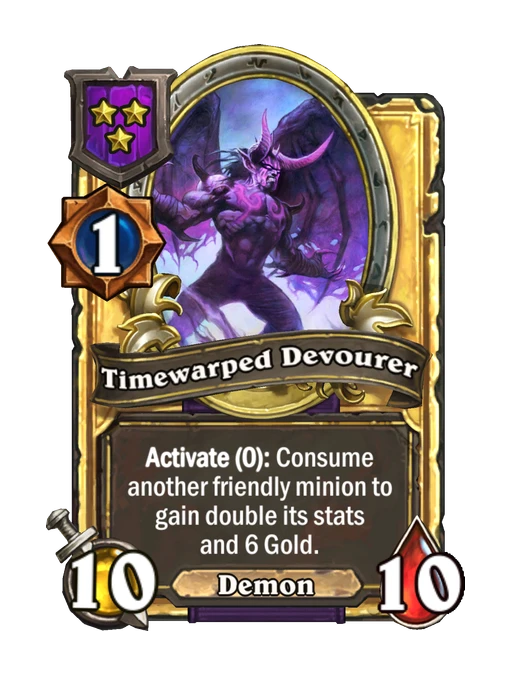 1
Timewarped Devourer
Activate (0): Consume
another friendly minion to
gain double its stats
and 6 Gold.
10
Demon
10